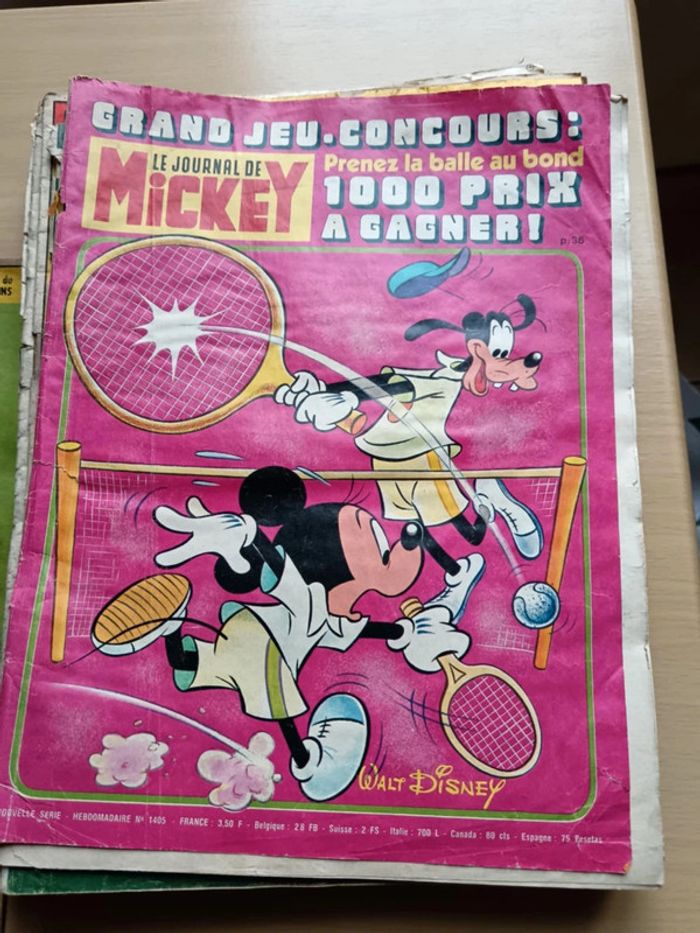 GRAND JEU-CONCOURS:
LE JOURNAL DE
MICKEY
Prenez la balle au bond
1000 PRIX
A GAGNER!
p. 36
de
NS
WALT DISNEY
NOUVELLE SERIE - HEBDOMADAIRE N° 1405 - FRANCE : 3,50 F - Belgique : 28 FB - Suisse : 2 FS - Italie : 700 L - Canada : 80 cts - Espagne : 75 Pesetas